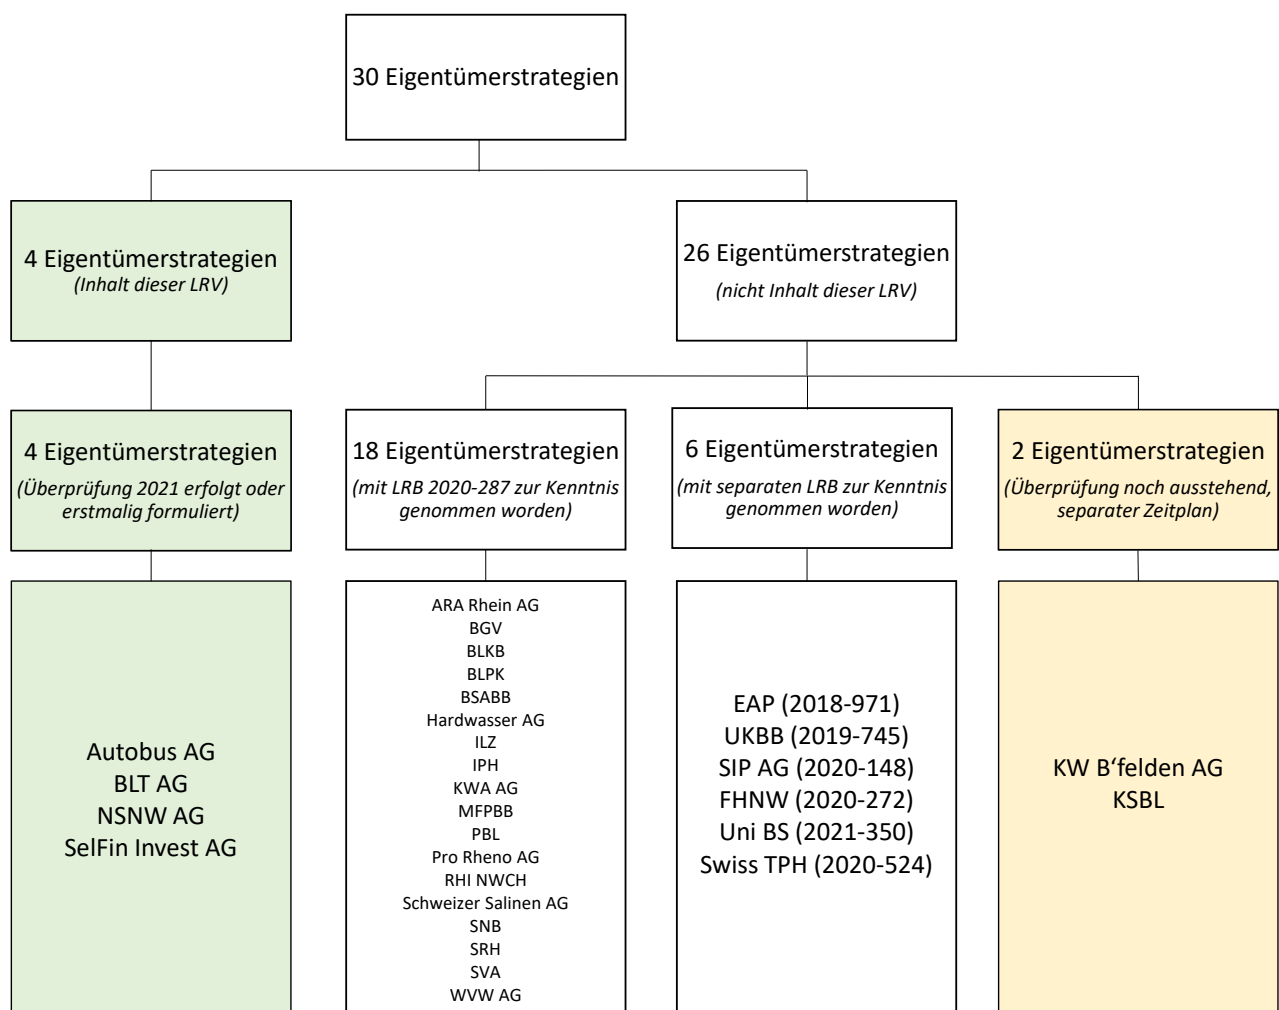 30 Eigentümerstrategien
4 Eigentümerstrategien
(Inhalt dieser LRV)
26 Eigentümerstrategien
(nicht Inhalt dieser LRV)
4 Eigentümerstrategien
(Überprüfung 2021 erfolgt oder
erstmalig formuliert)
18 Eigentümerstrategien
(mit LRB 2020-287 zur Kenntnis
genommen worden)
6 Eigentümerstrategien
(mit separaten LRB zur Kenntnis
genommen worden)
2 Eigentümerstrategien
(Überprüfung noch ausstehend,
separater Zeitplan)
Autobus AG
BLT AG
NSNW AG
SelFin Invest AG
ARA Rhein AG
BGV
BLKB
BLPK
BSABB
Hardwasser AG
ILZ
IPH
KWA AG
MFPBB
PBL
Pro Rheno AG
RHI NWCH
Schweizer Salinen AG
SNB
SRH
SVA
WVW AG
EAP (2018-971)
UKBB (2019-745)
SIP AG (2020-148)
FHNW (2020-272)
Uni BS (2021-350)
Swiss TPH (2020-524)
KW B‘felden AG
KSBL